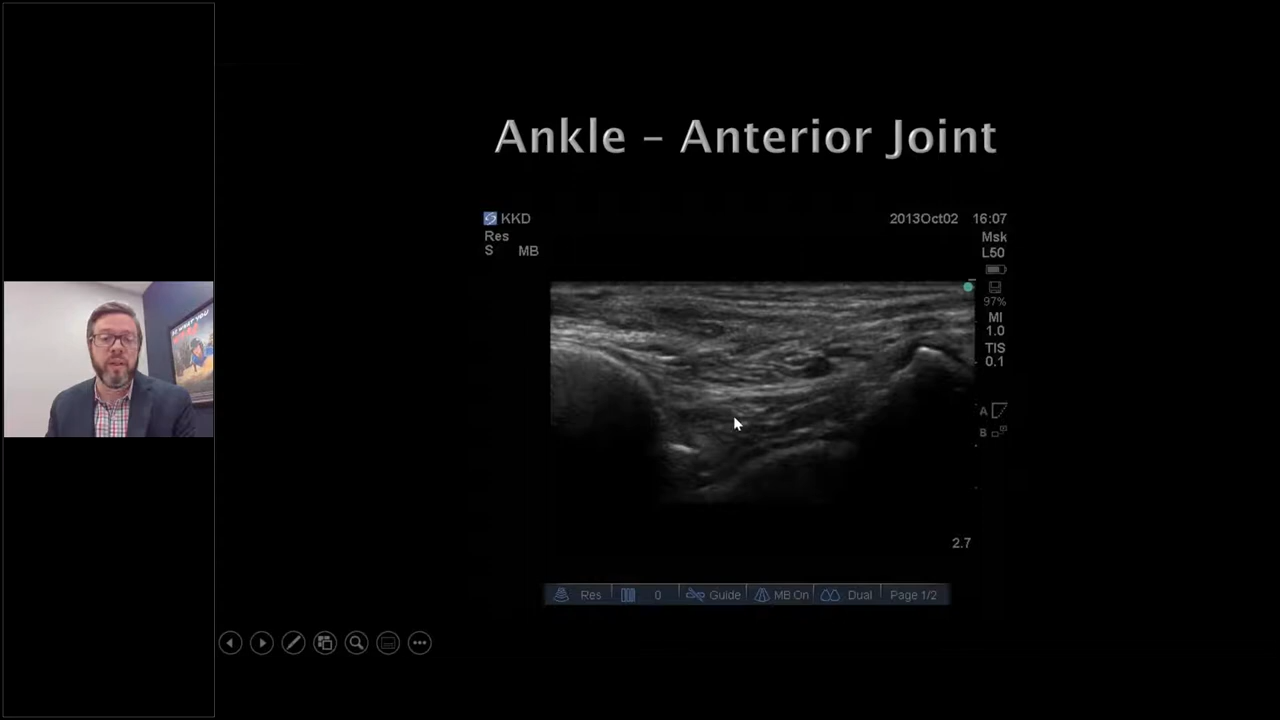 Ankle – Anterior Joint
KKD
2013Oct02 16:07
Res
S MB
Msk
L50
97%
MI
1.0
TIS
0.1
A
B
2.7
Res 0 Guide MB On Dual Page 1/2